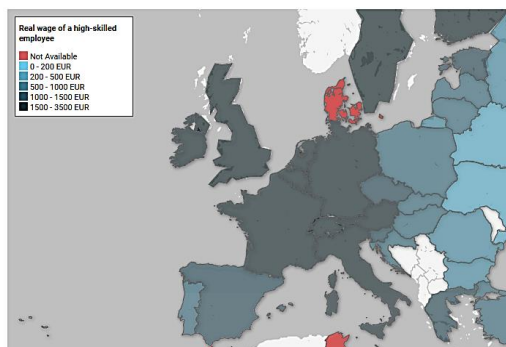 Real wage of a high-skilled
employee
Not Available
0 - 200 EUR
200 - 500 EUR
500 - 1000 EUR
1000 - 1500 EUR
1500 - 3500 EUR